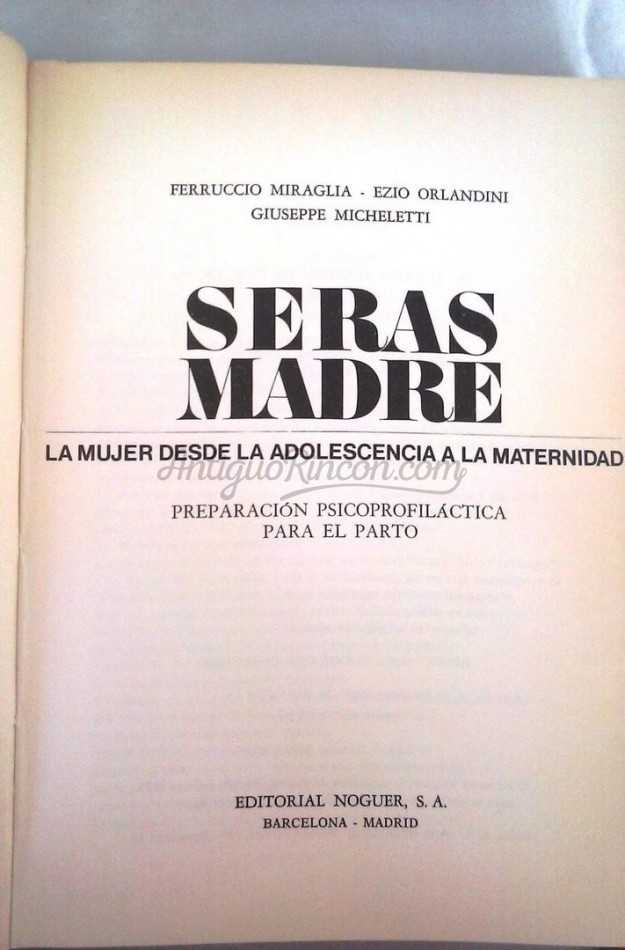 FERRUCCIO MIRAGLIA - EZIO ORLANDINI
GIUSEPPE MICHELETTI
SERAS
MADRE
LA MUJER DESDE LA ADOLESCENCIA A LA MATERNIDAD
AntiguoRincon.com
PREPARACIÓN PSICOPROFILÁCTICA
PARA EL PARTO
EDITORIAL NOGUER, S. A.
BARCELONA - MADRID